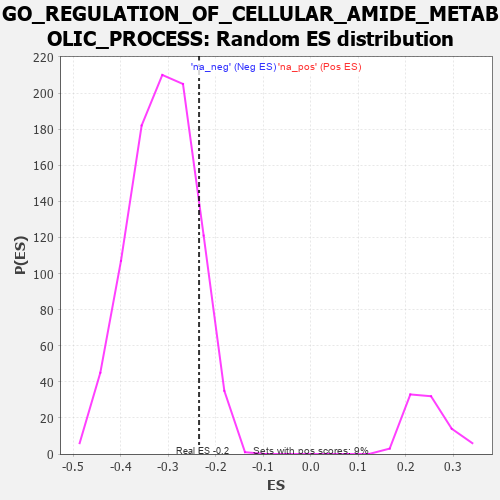 GO_REGULATION_OF_CELLULAR_AMIDE_METAB
OLIC_PROCESS: Random ES distribution
'na_neg' (Neg ES) 'na_pos' (Pos ES)
220
200
180
160
140
120
100
80
60
40
20
0
P(ES)
Real ES -0.2
Sets with pos scores: 9%
-0.5 -0.4 -0.3 -0.2 -0.1 0.0 0.1 0.2 0.3
ES